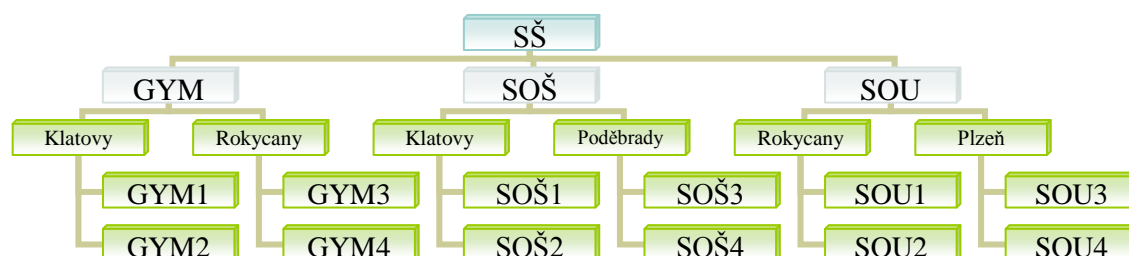 SŠ
GYM SOŠ SOU
Klatovy Rokycany Klatovy Poděbrady Rokycany Plzeň
GYM1 GYM3 SOŠ1 SOŠ3 SOU1 SOU3
GYM2 GYM4 SOŠ2 SOŠ4 SOU2 SOU4